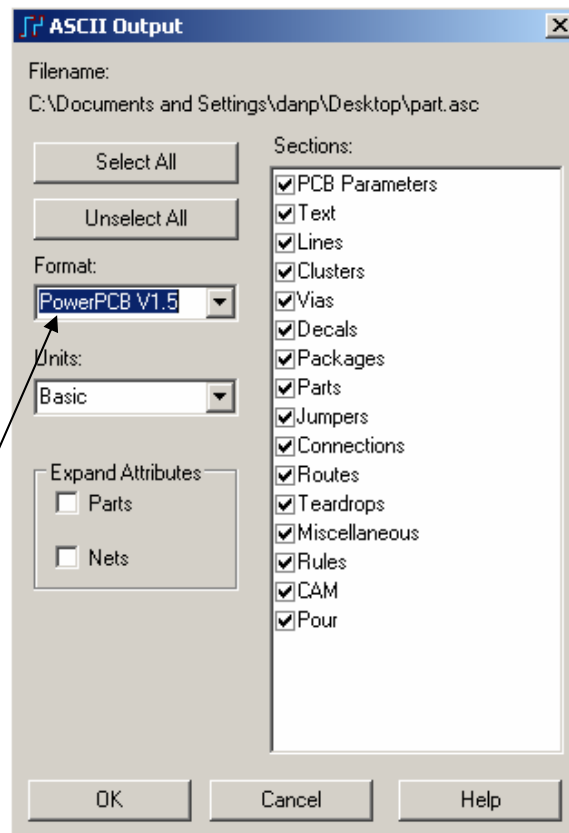 ASCII Output
Filename:
C:\Documents and Settings\danp\Desktop\part.asc
Select All
Unselect All
Format:
PowerPCB V1.5
Units:
Basic
Expand Attributes
Parts
Nets
Sections:
PCB Parameters
Text
Lines
Clusters
Vias
Decals
Packages
Parts
Jumpers
Connections
Routes
Teardrops
Miscellaneous
Rules
CAM
Pour
OK
Cancel
Help